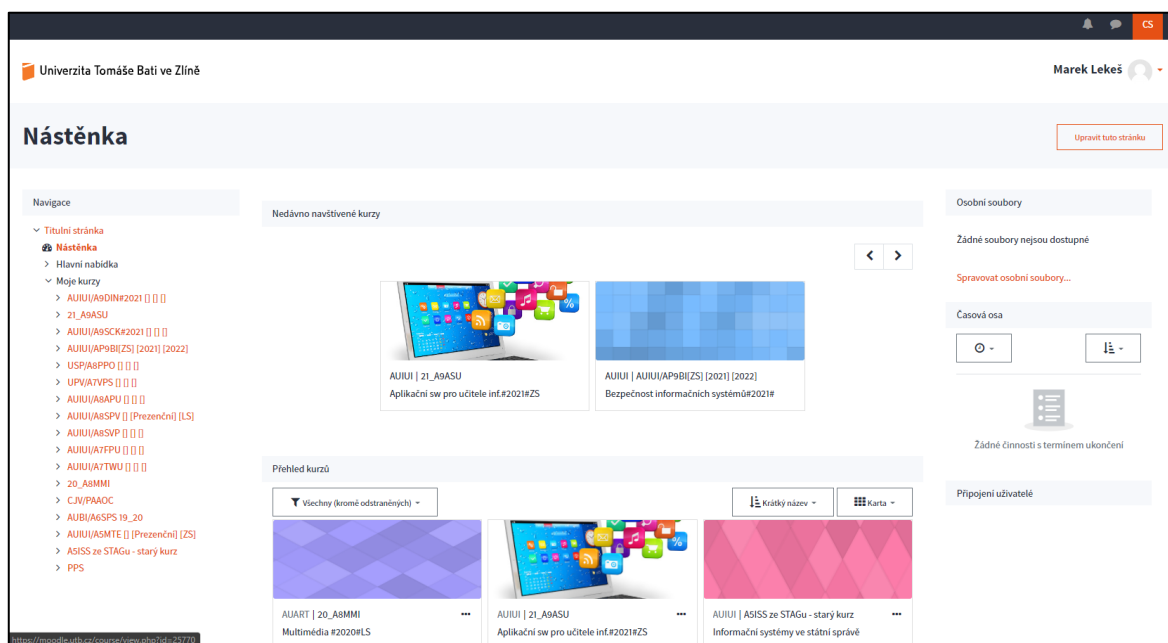 CS
Univerzita Tomáše Bati ve Zlíně
Marek Lekeš
Nástěnka
Upravit tuto stránku
Navigace
Titulní stránka
Nástěnka
Hlavní nabídka
Moje kurzy
AUIUI/A9DIN#2021 [] [] []
21_A9ASU
AUIUI/A9SCK#2021 [] [] []
AUIUI/AP9BI[ZS] [2021] [2022]
USP/A8PPO [] [] []
UPV/A7VPS [] [] []
AUIUI/A8APU [] [] []
AUIUI/A8SPV [] [Prezenční] [LS]
AUIUI/A8SVP [] [] []
AUIUI/A7FPU [] [] []
AUIUI/A7TWU [] [] []
20_A8MMI
CJV/PAAOC
AUBI/A6SPS 19_20
AUIUI/A5MTE [] [Prezenční] [ZS]
A5ISS ze STAGu - starý kurz
PPS
Nedávno navštívené kurzy
AUIUI | 21_A9ASU
Aplikační sw pro učitele inf.#2021#ZS
AUIUI | AUIUI/AP9BI[ZS] [2021] [2022]
Bezpečnost informačních systémů#2021#
Přehled kurzů
Všechny (kromě odstraněných)
Krátký název
Karta
AUART | 20_A8MMI
Multimédia #2020#LS
AUIUI | 21_A9ASU
Aplikační sw pro učitele inf.#2021#ZS
AUIUI | A5ISS ze STAGu - starý kurz
Informační systémy ve státní správě
Osobní soubory
Žádné soubory nejsou dostupné
Spravovat osobní soubory...
Časová osa
Žádné činnosti s termínem ukončení
Připojení uživatelé
https://moodle.utb.cz/course/view.php?id=25770